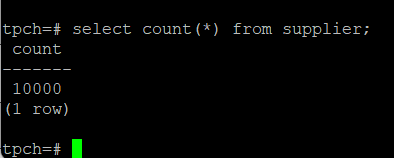 tpch=# select count(*) from supplier;
count
-------
10000
(1 row)
tpch=#